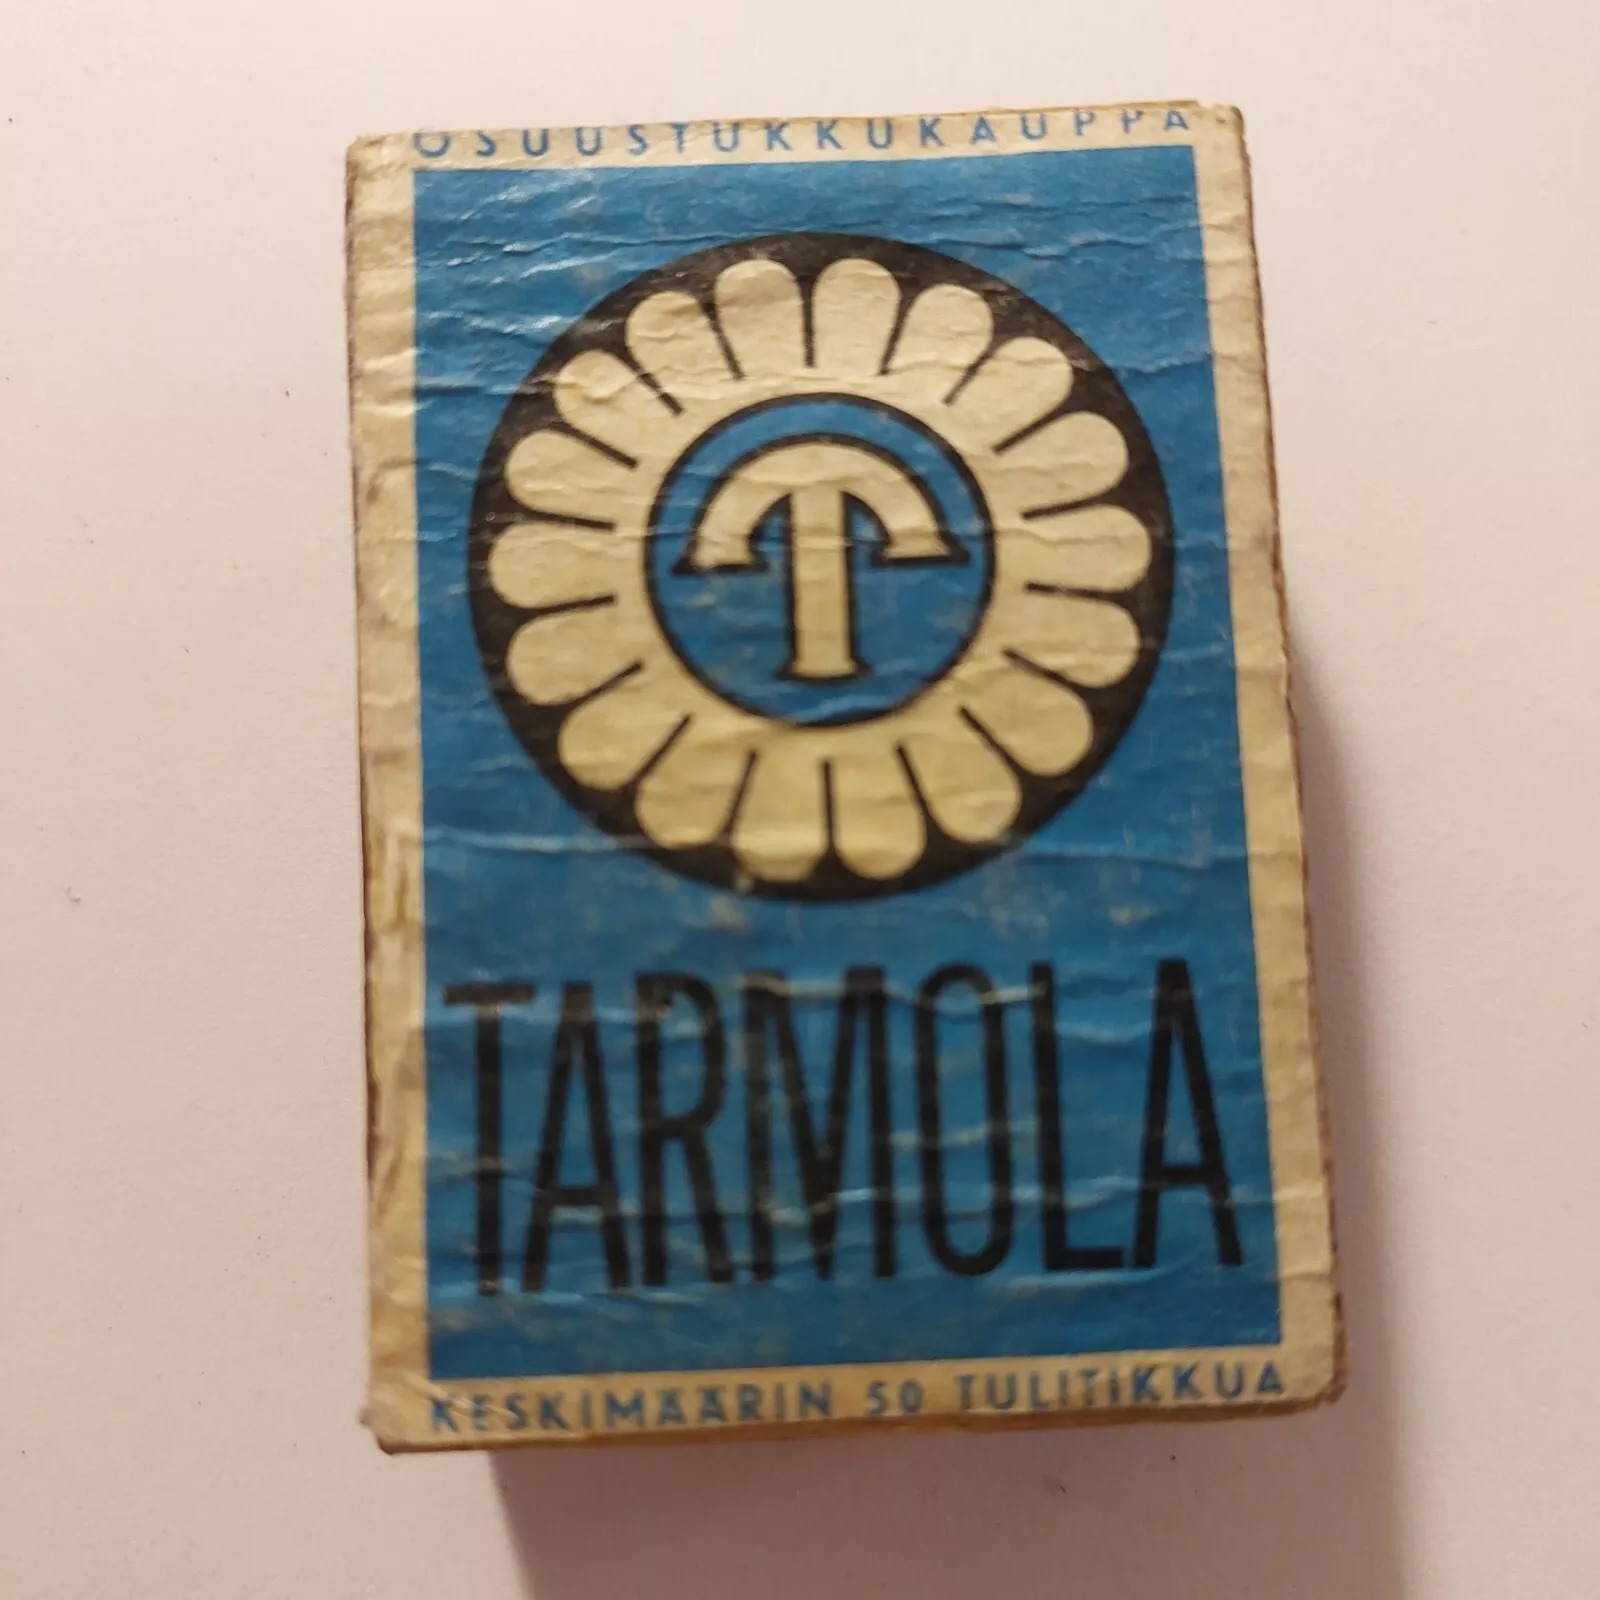 OSUUSTUKKUKAUPPA
T
TARMOLA
KESKIMÄÄRIN 50 TULITIKKUA